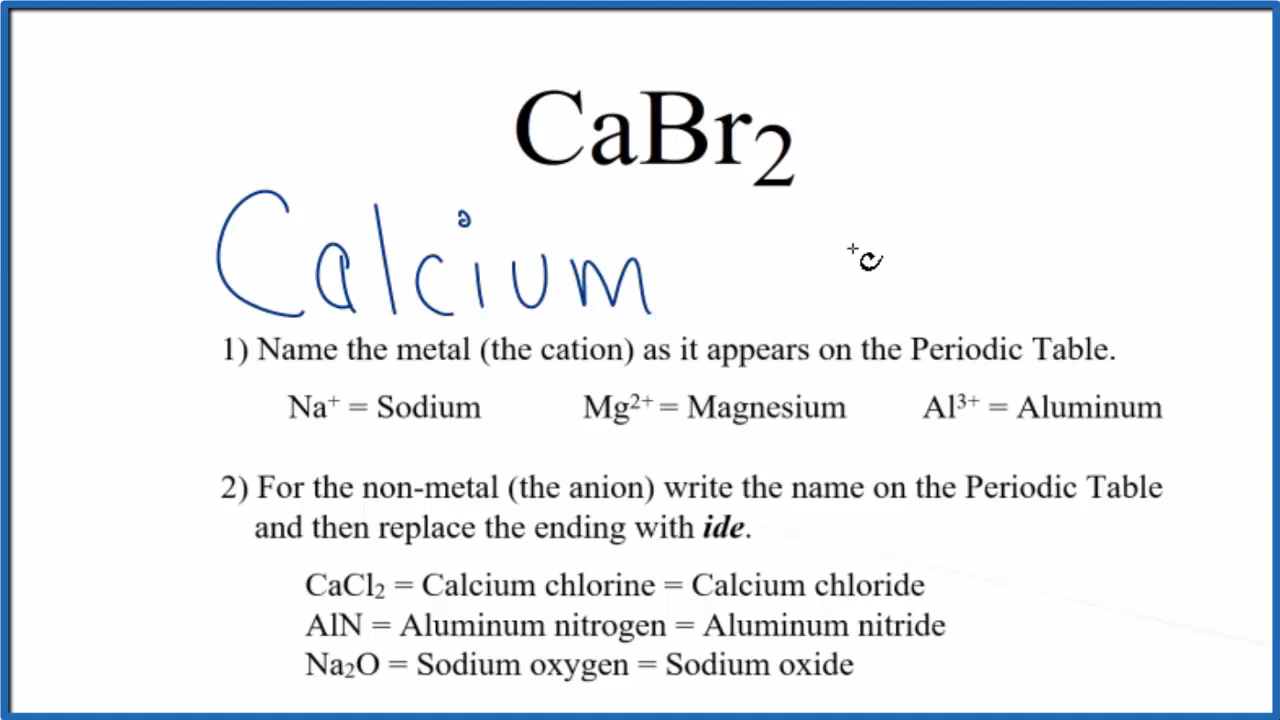 CaBr₂
Calcium
1) Name the metal (the cation) as it appears on the Periodic Table.
Na⁺ = Sodium Mg²⁺ = Magnesium Al³⁺ = Aluminum
2) For the non-metal (the anion) write the name on the Periodic Table
and then replace the ending with ide.
CaCl₂ = Calcium chlorine = Calcium chloride
AlN = Aluminum nitrogen = Aluminum nitride
Na₂O = Sodium oxygen = Sodium oxide